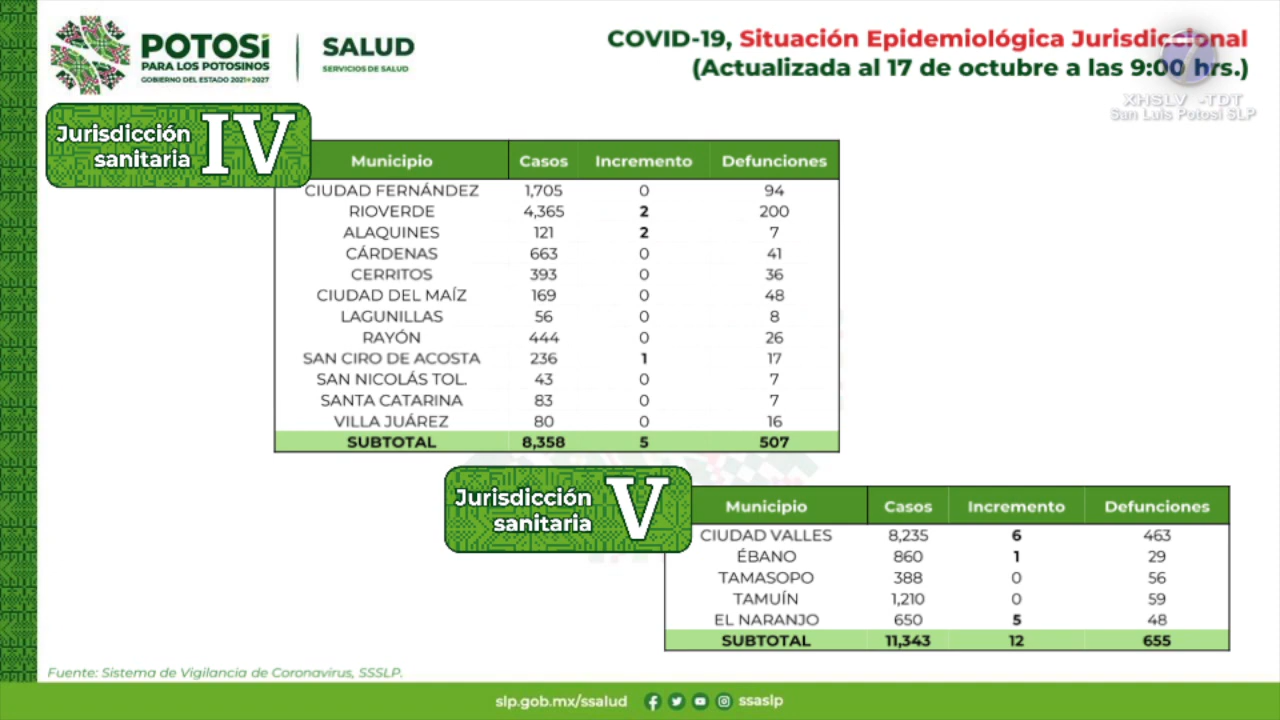 POTOSÍ
PARA LOS POTOSINOS
GOBIERNO DEL ESTADO 2021•2027
SALUD
SERVICIOS DE SALUD
COVID-19, Situación Epidemiológica Jurisdiccional
(Actualizada al 17 de octubre a las 9:00 hrs.)
XHSLV -TDT
San Luis Potosi SLP
Jurisdicción
sanitaria IV
Municipio Casos Incremento Defunciones
CIUDAD FERNÁNDEZ 1,705 0 94
RIOVERDE 4,365 2 200
ALAQUINES 121 2 7
CÁRDENAS 663 0 41
CERRITOS 393 0 36
CIUDAD DEL MAÍZ 169 0 48
LAGUNILLAS 56 0 8
RAYÓN 444 0 26
SAN CIRO DE ACOSTA 236 1 17
SAN NICOLÁS TOL. 43 0 7
SANTA CATARINA 83 0 7
VILLA JUÁREZ 80 0 16
SUBTOTAL 8,358 5 507
Jurisdicción
sanitaria V
Municipio Casos Incremento Defunciones
CIUDAD VALLES 8,235 6 463
ÉBANO 860 1 29
TAMASOPO 388 0 56
TAMUÍN 1,210 0 59
EL NARANJO 650 5 48
SUBTOTAL 11,343 12 655
Fuente: Sistema de Vigilancia de Coronavirus, SSSLP.
slp.gob.mx/ssalud ssaslp